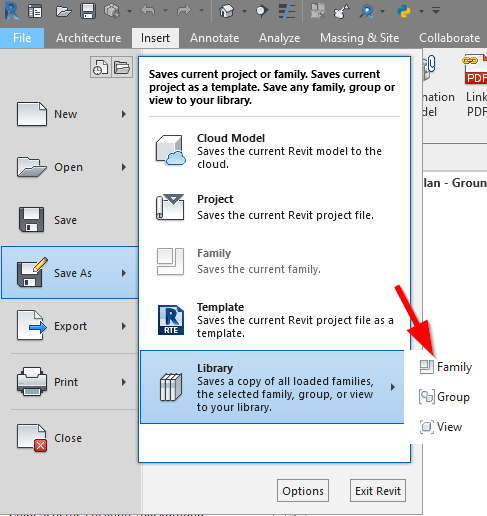 File Architecture Insert Annotate Analyze Massing & Site Collaborate
Saves current project or family. Saves current
project as a template. Save any family, group or
view to your library.
New
Open
Save
Save As
Export
Print
Close
Cloud Model
Saves the current Revit model to the
cloud.
Project
Saves the current Revit project file.
Family
Saves the current family.
Template
Saves the current Revit project file as a
template.
RTE
Library
Saves a copy of all loaded families,
the selected family, group, or view
to your library.
Family
Group
View
Options Exit Revit
PDF
Link
PDF
lan - Groun